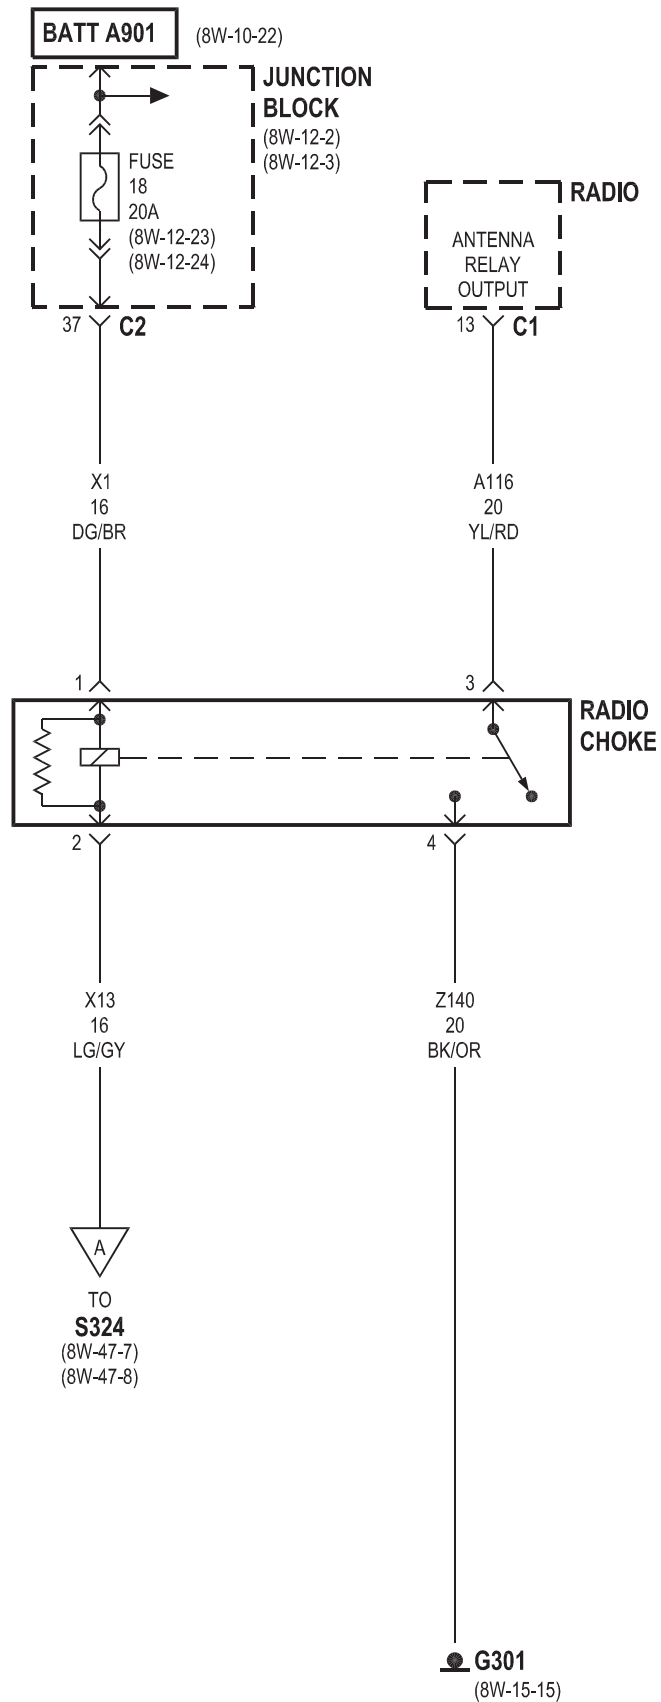 BATT A901 (8W-10-22)
JUNCTION
BLOCK
(8W-12-2)
(8W-12-3)
FUSE
18
20A
(8W-12-23)
(8W-12-24)
RADIO
ANTENNA
RELAY
OUTPUT
37 C2
13 C1
X1
16
DG/BR
A116
20
YL/RD
1
3
RADIO
CHOKE
2
4
X13
16
LG/GY
Z140
20
BK/OR
A
TO
S324
(8W-47-7)
(8W-47-8)
G301
(8W-15-15)